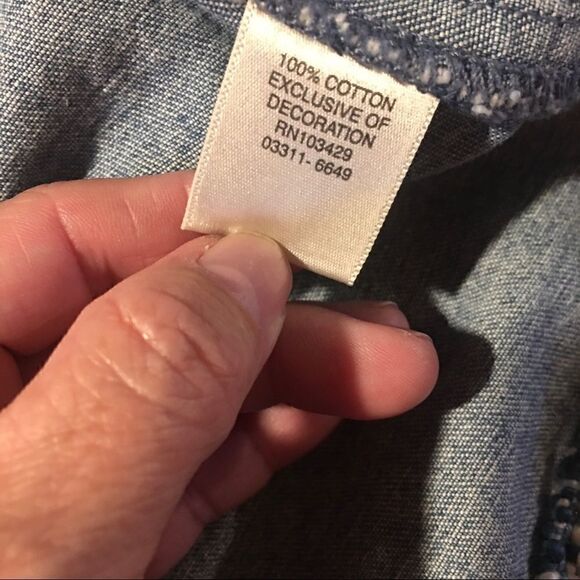 100% COTTON
EXCLUSIVE OF
DECORATION
RN103429
03311-6649